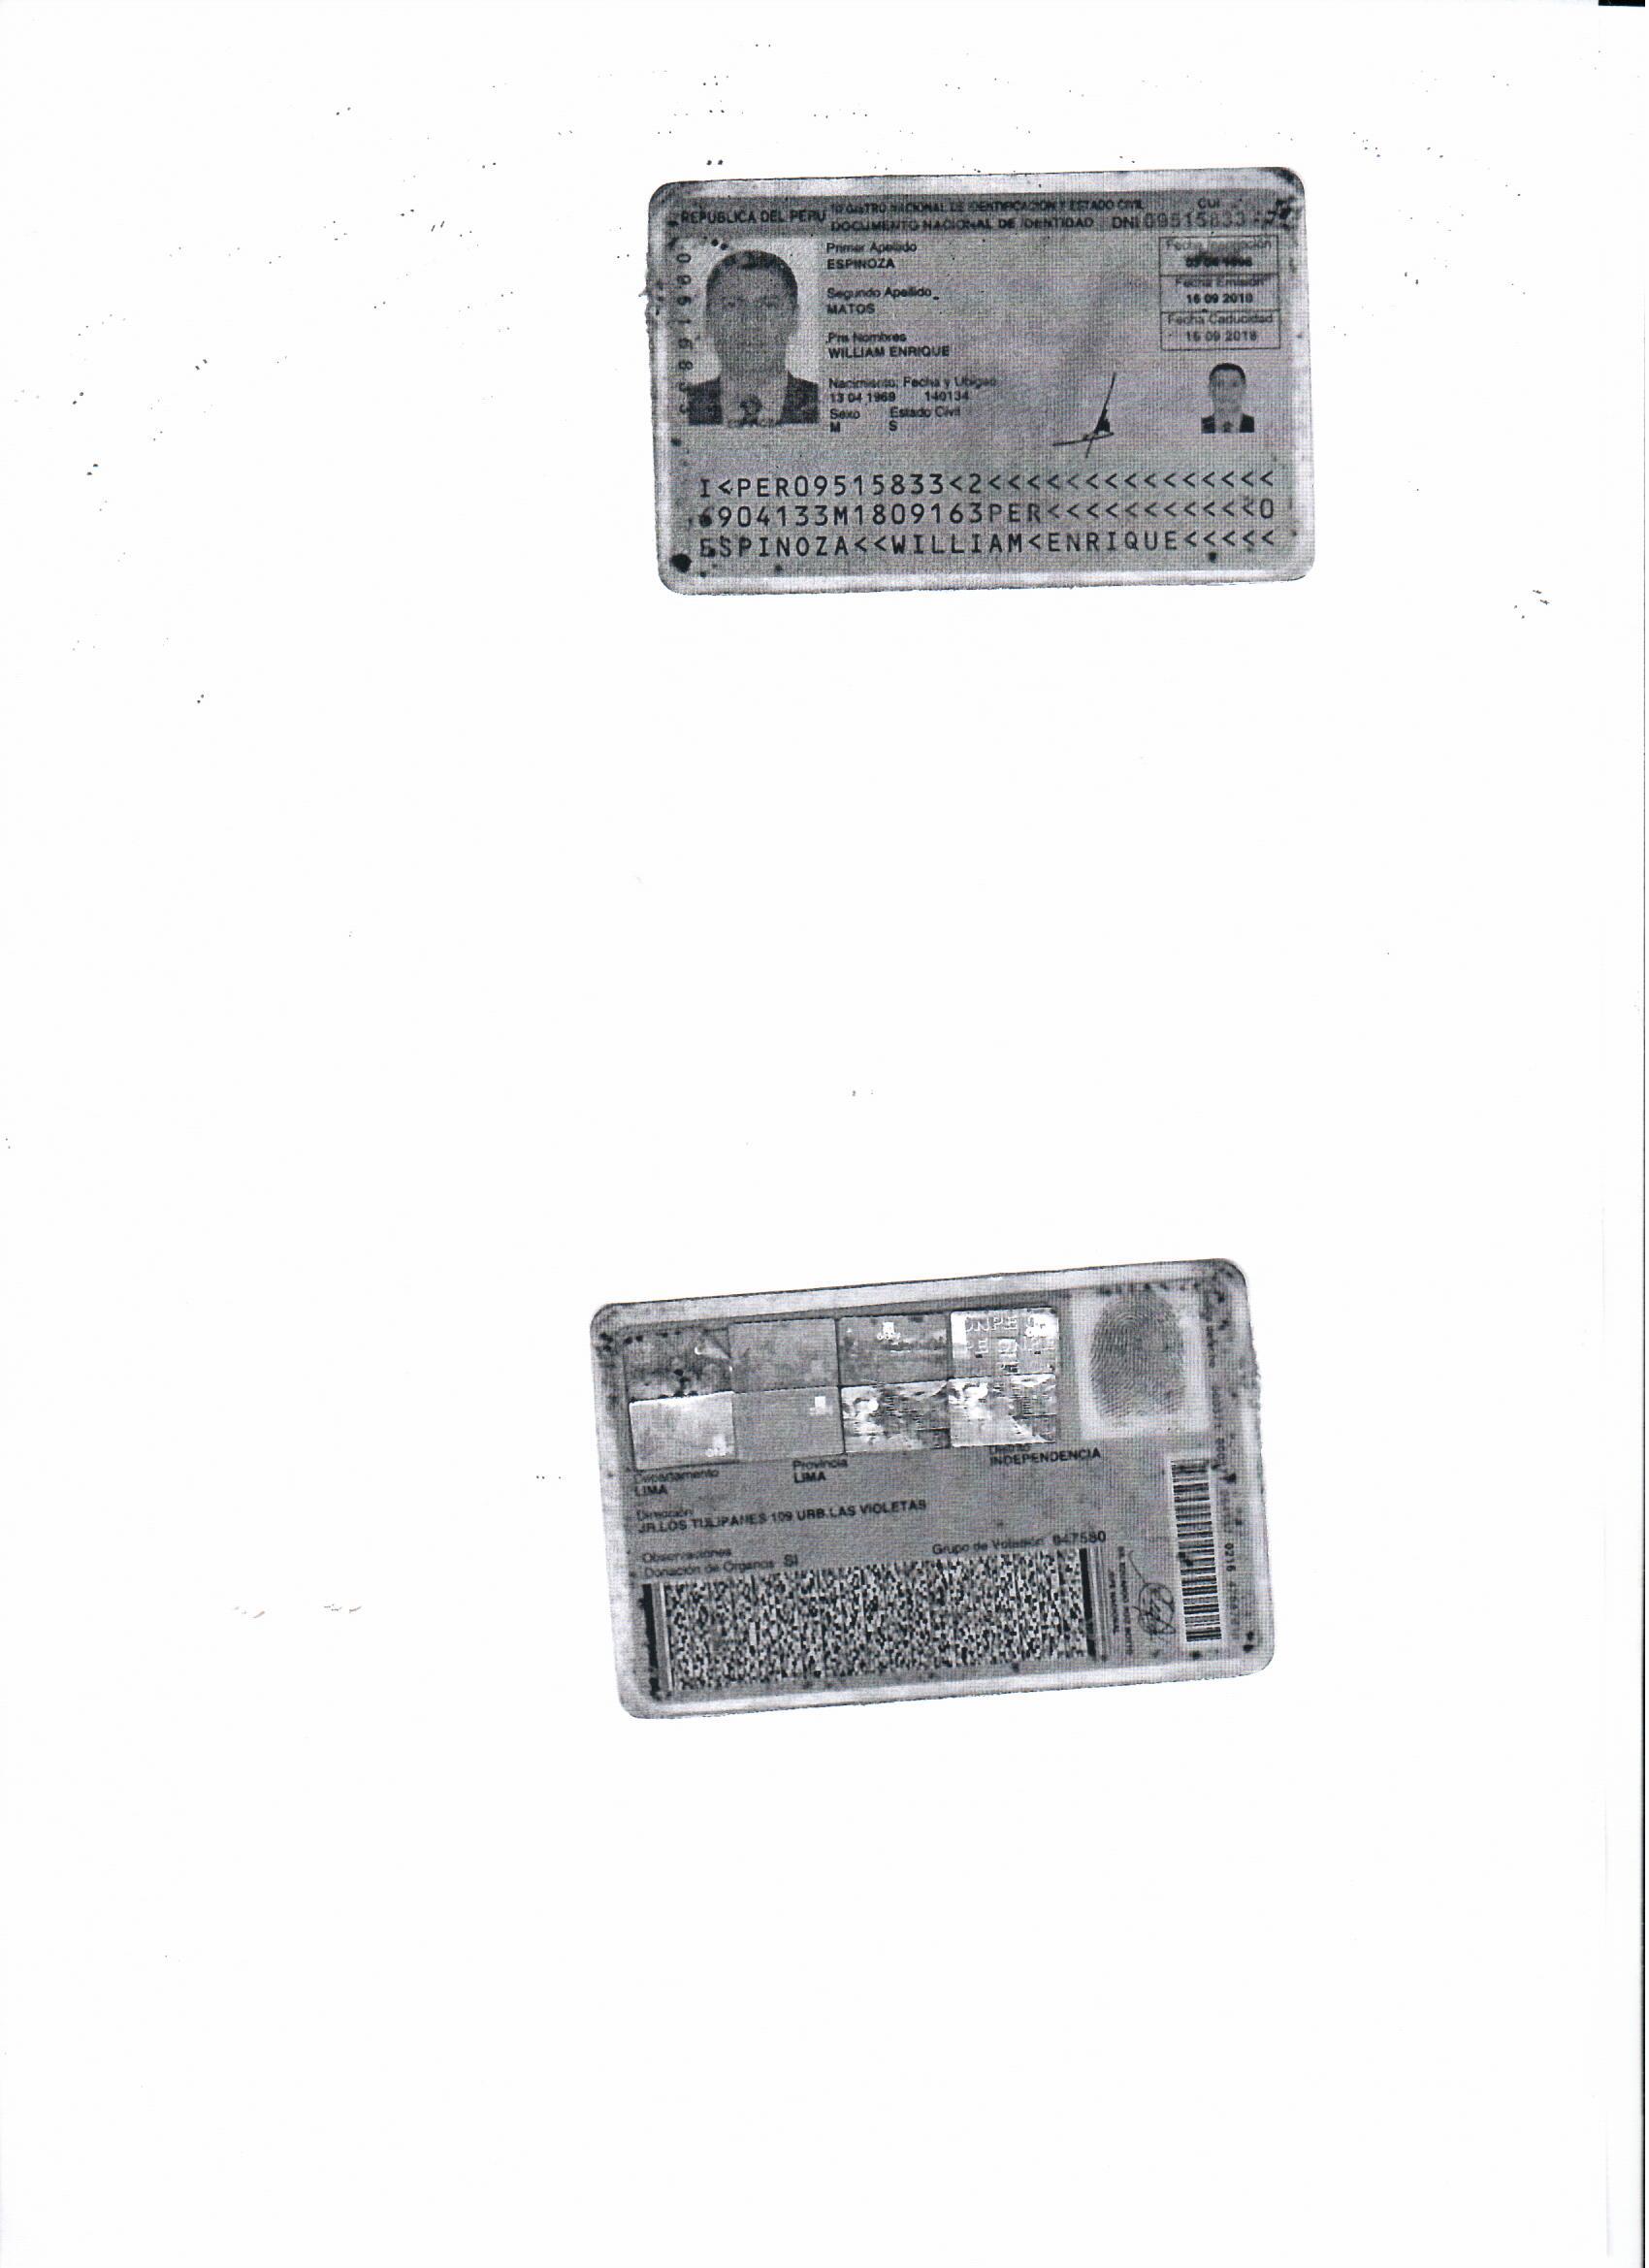 REPUBLICA DEL PERU
REGISTRO NACIONAL DE IDENTIFICACION Y ESTADO CIVIL
DOCUMENTO NACIONAL DE IDENTIDAD DNI 09515833
CUI
Primer Apellido
ESPINOZA
Segundo Apellido
MATOS
Pre Nombres
WILLIAM ENRIQUE
Nacimiento: Fecha y Ubigeo
13 04 1969 140134
Sexo Estado Civil
M S
Fecha Inscripción
Fecha Emisión
16 09 2010
Fecha Caducidad
16 09 2018
I<PER09515833<2<<<<<<<<<<<<<<<
6904133M1809163PER<<<<<<<<<<<0
ESPINOZA<<WILLIAM<ENRIQUE<<<<<
Departamento
LIMA
Provincia
LIMA
Distrito
INDEPENDENCIA
Dirección
JR.LOS TULIPANES 109 URB.LAS VIOLETAS
Observaciones
Donación de Organos SI
Grupo de Votación 647580